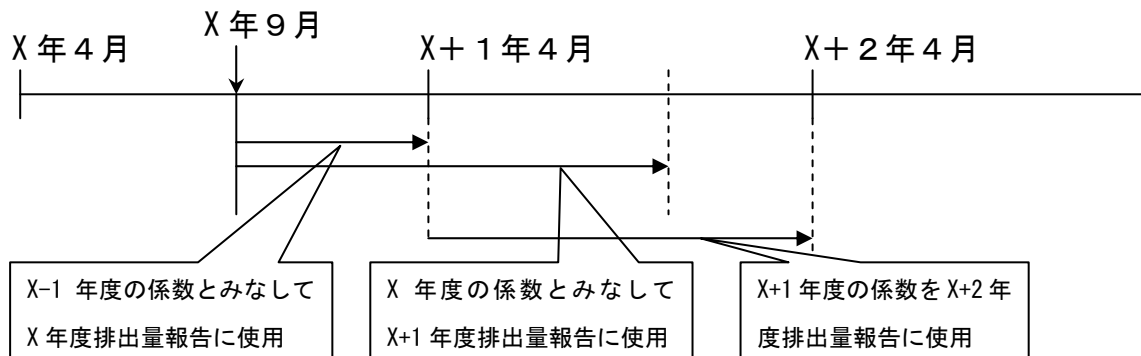 X年4月
X年９月
X＋１年４月
X＋２年４月
X−1 年度の係数とみなして
X 年度排出量報告に使用
X 年度の係数とみなして
X+1 年度排出量報告に使用
X+1 年度の係数を X+2 年
度排出量報告に使用